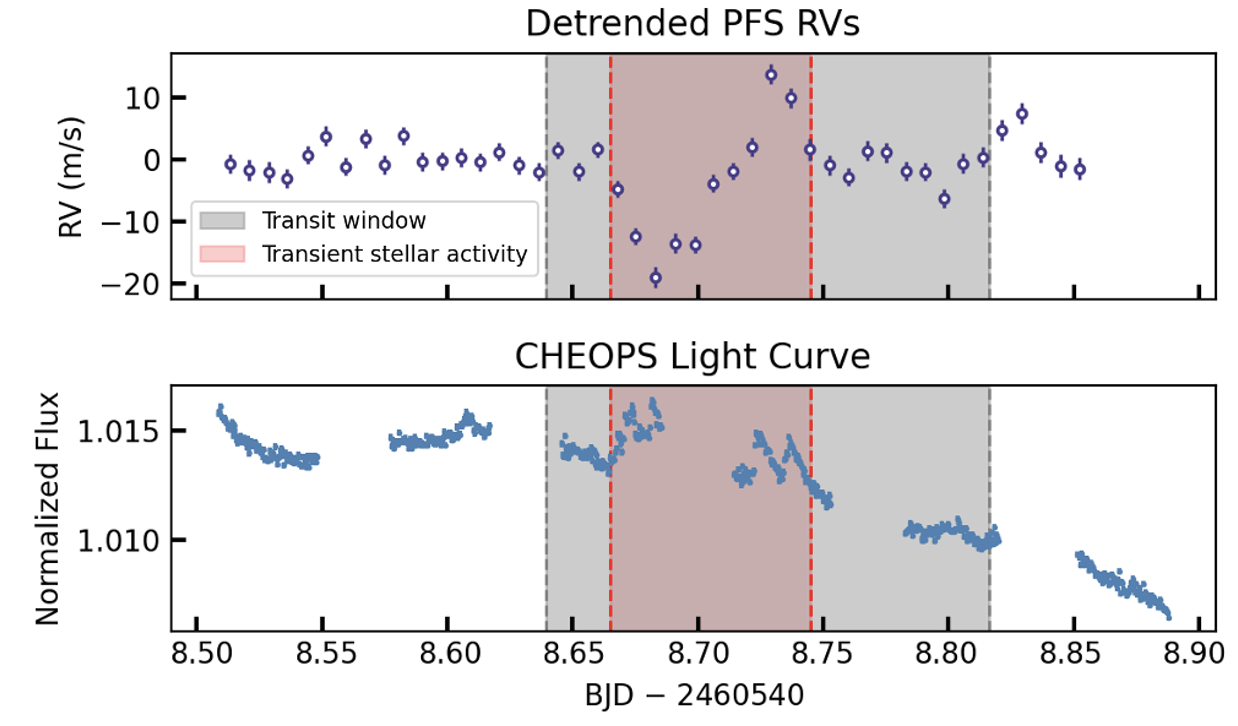 Detrended PFS RVs
10
0
−10
−20
RV (m/s)
Transit window
Transient stellar activity
CHEOPS Light Curve
1.015
1.010
Normalized Flux
8.50 8.55 8.60 8.65 8.70 8.75 8.80 8.85 8.90
BJD − 2460540